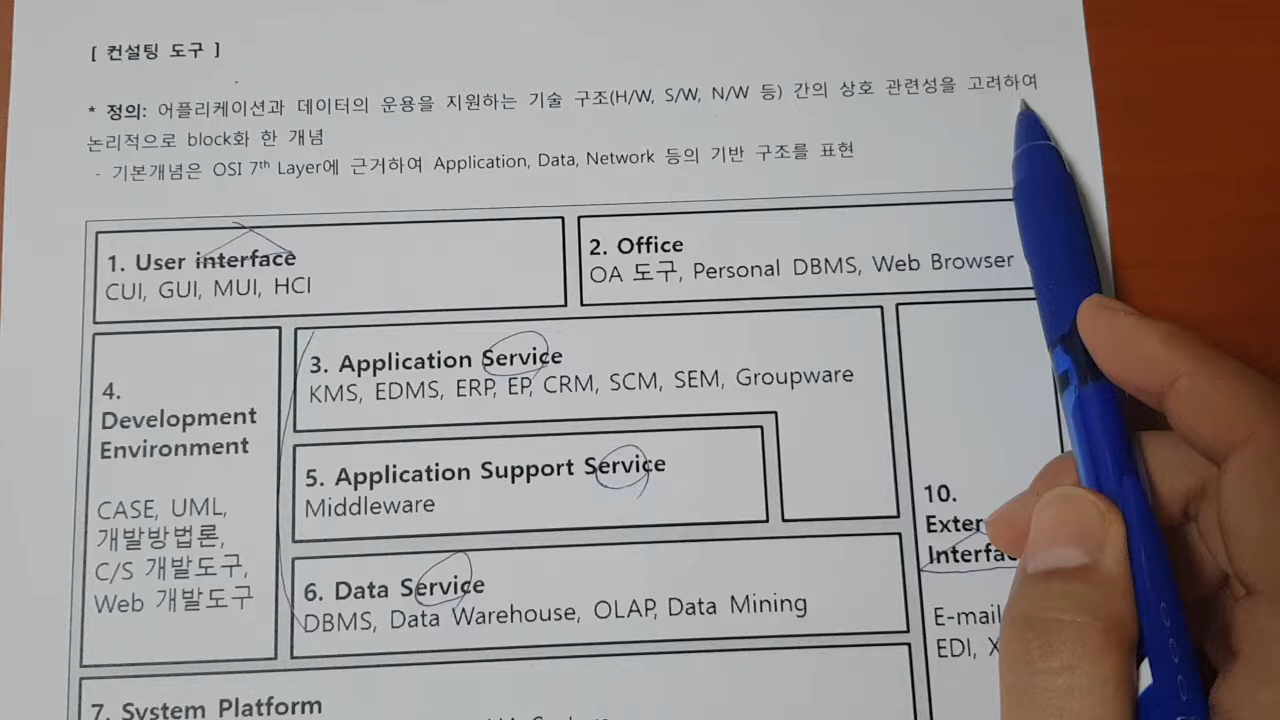 [ 컨설팅 도구 ]
* 정의: 어플리케이션과 데이터의 운용을 지원하는 기술 구조(H/W, S/W, N/W 등) 간의 상호 관련성을 고려하여
논리적으로 block화 한 개념
- 기본개념은 OSI 7th Layer에 근거하여 Application, Data, Network 등의 기반 구조를 표현
1. User interface
CUI, GUI, MUI, HCI
2. Office
OA 도구, Personal DBMS, Web Browser
3. Application Service
KMS, EDMS, ERP, EP, CRM, SCM, SEM, Groupware
4.
Development
Environment
CASE, UML,
개발방법론,
C/S 개발도구,
Web 개발도구
5. Application Support Service
Middleware
6. Data Service
DBMS, Data Warehouse, OLAP, Data Mining
10.
E-mail
EDI,
7. System Platform